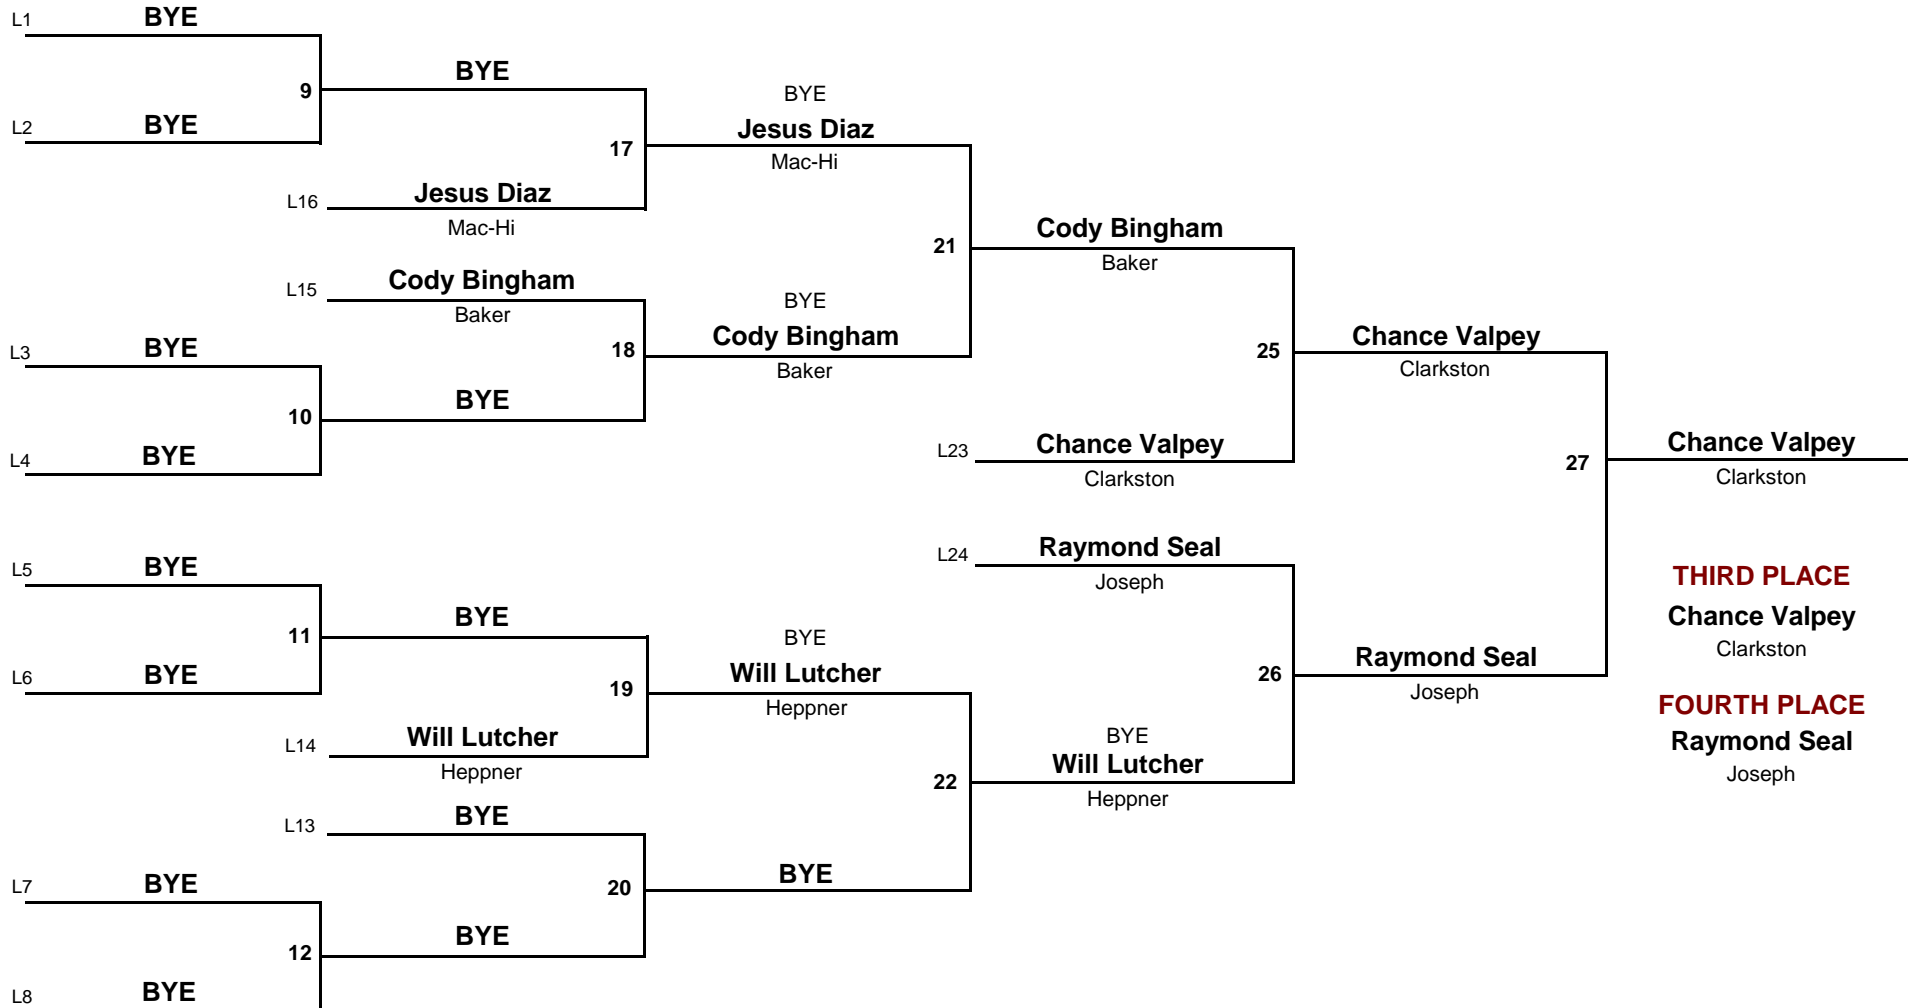 L1
BYE
9
L2
BYE
BYE
17
L16
Jesus Diaz
Mac-Hi
BYE
Jesus Diaz
Mac-Hi
21
L15
Cody Bingham
Baker
18
L3
BYE
10
L4
BYE
BYE
BYE
Cody Bingham
Baker
Cody Bingham
Baker
25
L23
Chance Valpey
Clarkston
Chance Valpey
Clarkston
27
Chance Valpey
Clarkston
L5
BYE
11
L6
BYE
BYE
19
L14
Will Lutcher
Heppner
BYE
Will Lutcher
Heppner
22
L13
BYE
20
L7
BYE
12
L8
BYE
BYE
BYE
L24
Raymond Seal
Joseph
26
BYE
Will Lutcher
Heppner
Raymond Seal
Joseph
THIRD PLACE
Chance Valpey
Clarkston
FOURTH PLACE
Raymond Seal
Joseph